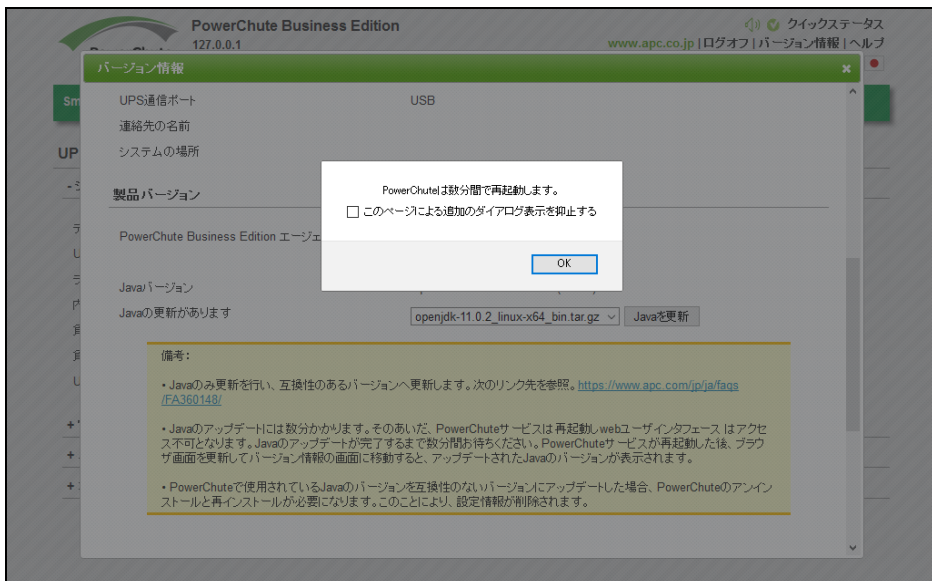 PowerChute Business Edition
クイックステータス
127.0.0.1
www.apc.co.jp | ログオフ | バージョン情報 | ヘルプ
バージョン情報
Sm
UPS通信ポート USB
連絡先の名前
UP
システムの場所
製品バージョン
PowerChuteは数分間で再起動します。
このページによる追加のダイアログ表示を抑止する
OK
PowerChute Business Edition エージェ
Javaバージョン
Javaの更新があります openjdk-11.0.2_linux-x64_bin.tar.gz Javaを更新
備考:
• Javaのみ更新を行い、互換性のあるバージョンへ更新します。次のリンク先を参照。https://www.apc.com/jp/ja/faqs
/FA360148/
• Javaのアップデートには数分かかります。そのあいだ、PowerChuteサービスは再起動しwebユーザインタフェース はアクセ
ス不可となります。Javaのアップデートが完了するまで数分間お待ちください。PowerChuteサービスが再起動した後、ブラウ
ザ画面を更新してバージョン情報の画面に移動すると、アップデートされたJavaのバージョンが表示されます。
• PowerChuteで使用されているJavaのバージョンを互換性のないバージョンにアップデートした場合、PowerChuteのアンイン
ストールと再インストールが必要になります。このことにより、設定情報が削除されます。